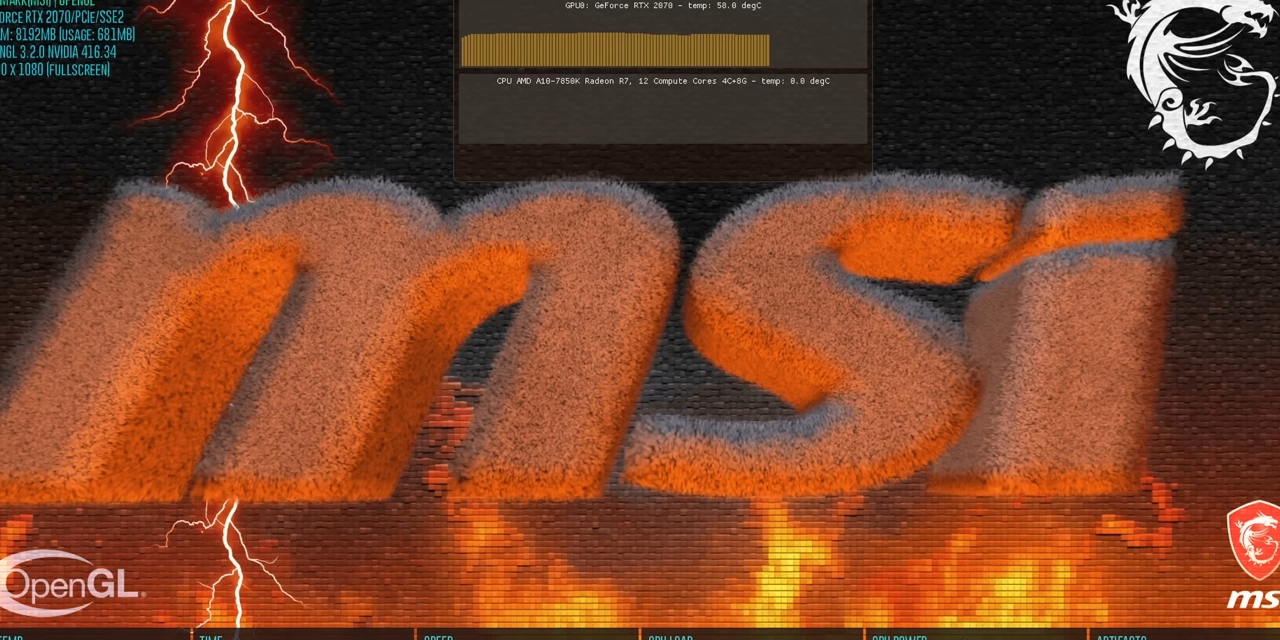 ORCE RTX 2070/PCIE/SSE2
M: 8192MB (USAGE: 681MB)
NGL 3.2.0 NVIDIA 416.34
0 X 1080 (FULLSCREEN)
GPU0: GeForce RTX 2070 - temp: 58.0 degC
CPU AMD A10-7850K Radeon R7, 12 Compute Cores 4C+8G - temp: 0.0 degC
msi
OpenGL
ms
TIME